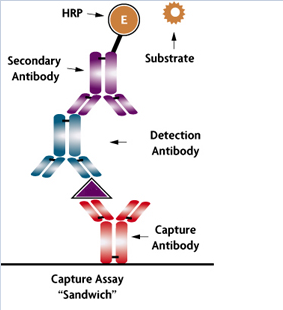 HRP
E
Substrate
Secondary
Antibody
Detection
Antibody
Capture
Antibody
Capture Assay
“Sandwich”